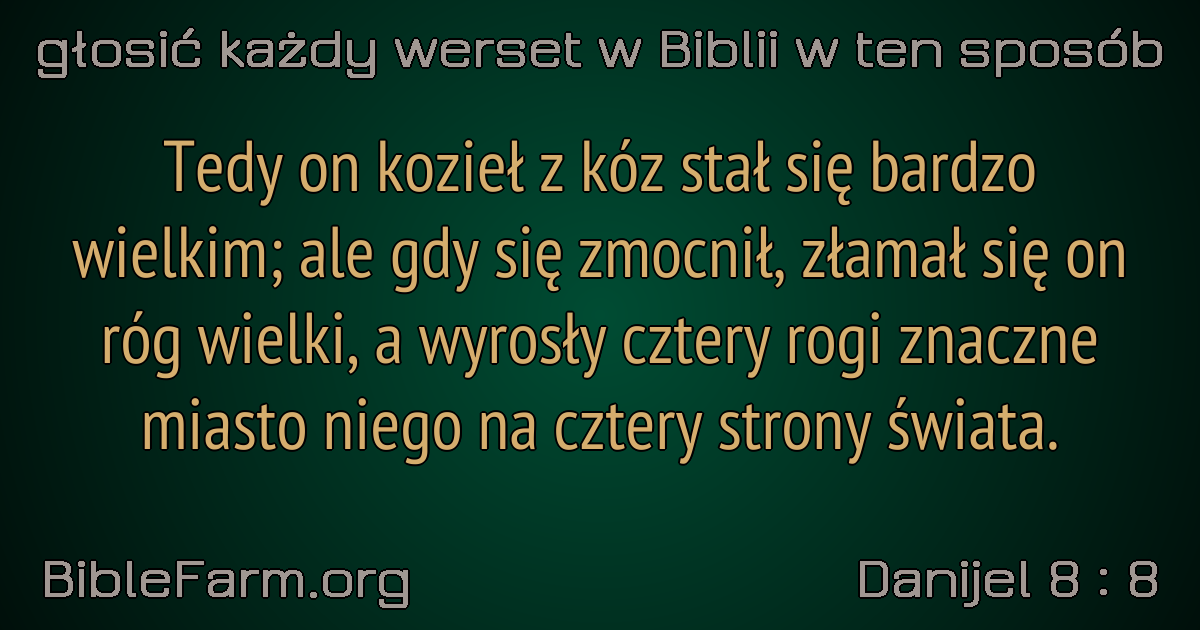 głosić każdy werset w Biblii w ten sposób
Tedy on kozieł z kóz stał się bardzo
wielkim; ale gdy się zmocnił, złamał się on
róg wielki, a wyrosły cztery rogi znaczne
miasto niego na cztery strony świata.
BibleFarm.org
Danijel 8 : 8